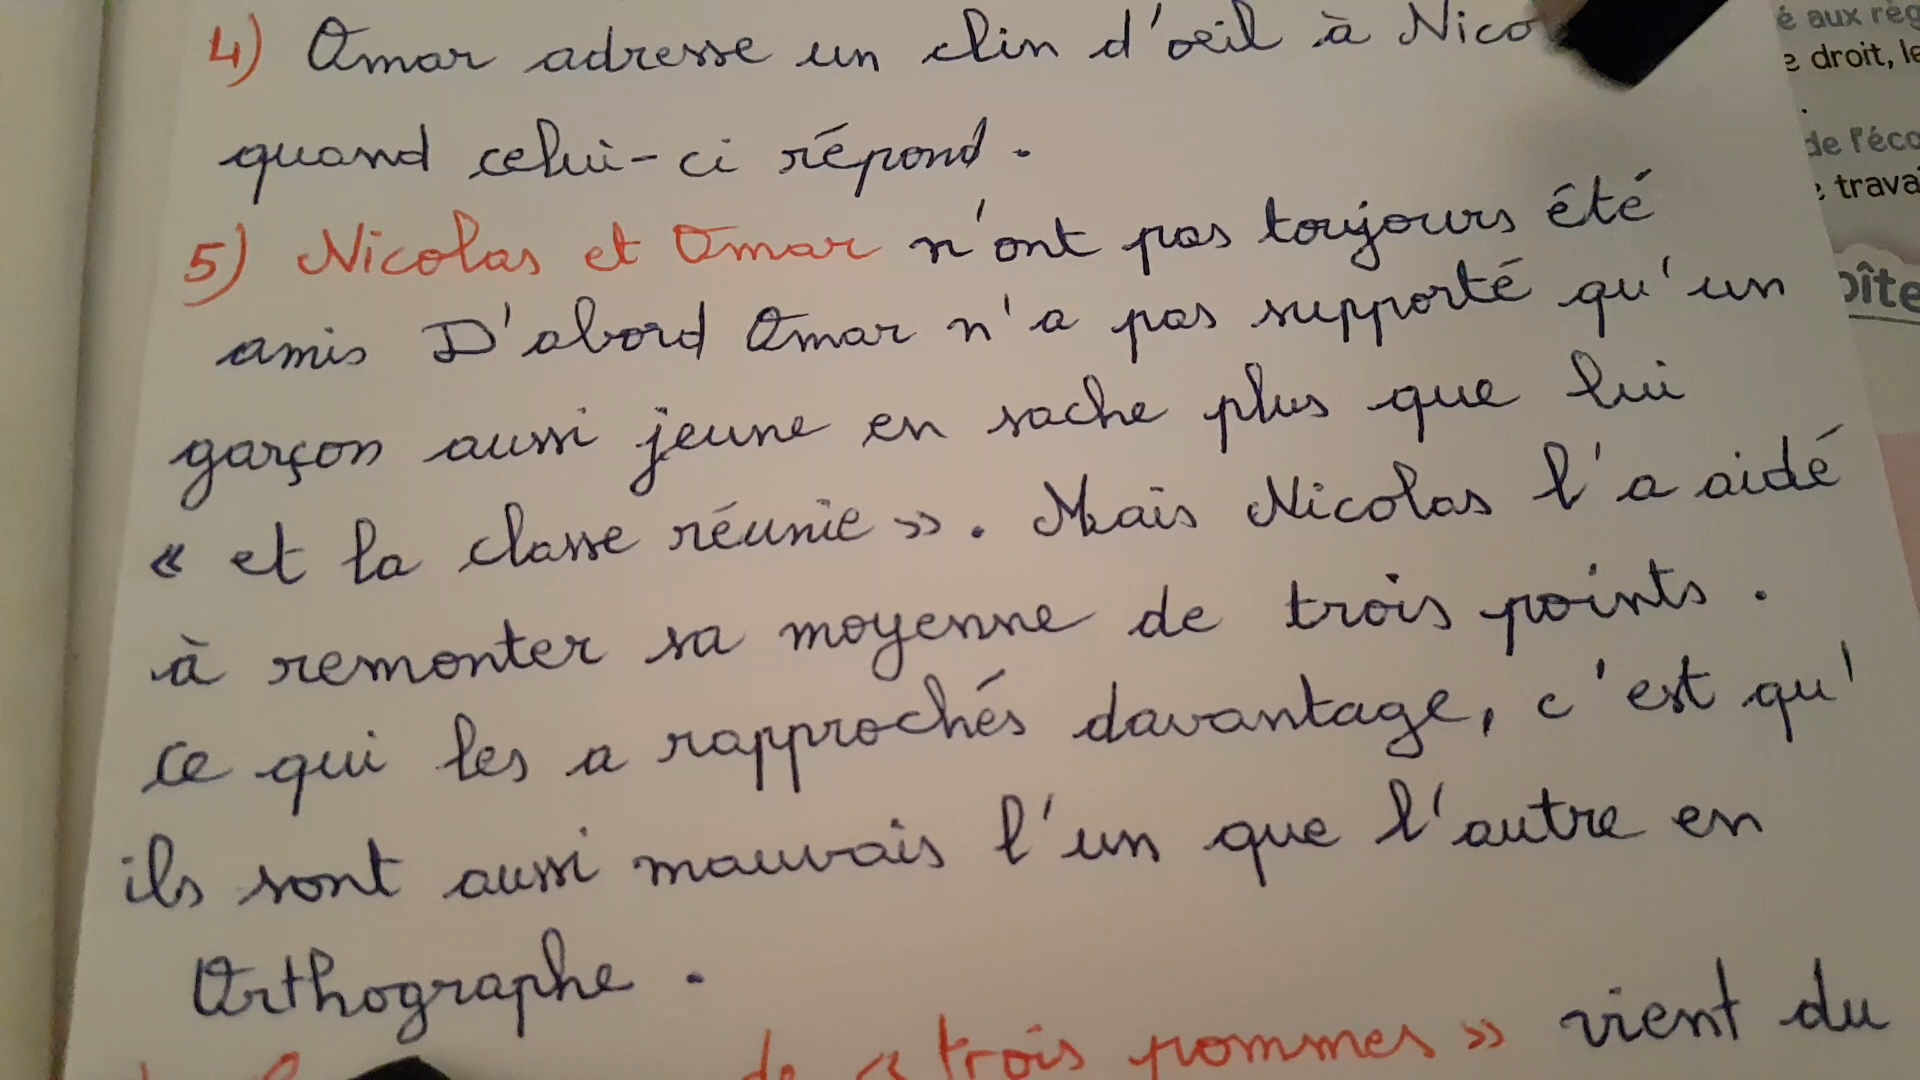 4) Omar adresse un clin d'œil à Nico
quand celui-ci répond.
5) Nicolas et Omar n'ont pas toujours été
amis D'abord Omar n'a pas supporté qu'un
garçon aussi jeune en sache plus que lui
« et la classe réunie ». Mais Nicolas l'a aidé
à remonter sa moyenne de trois points.
ce qui les a rapprochés davantage, c'est qu'
ils sont aussi mauvais l'un que l'autre en
Orthographe.
de « trois pommes » vient du
é aux règ
droit, le
de l'éco
trava
oîte